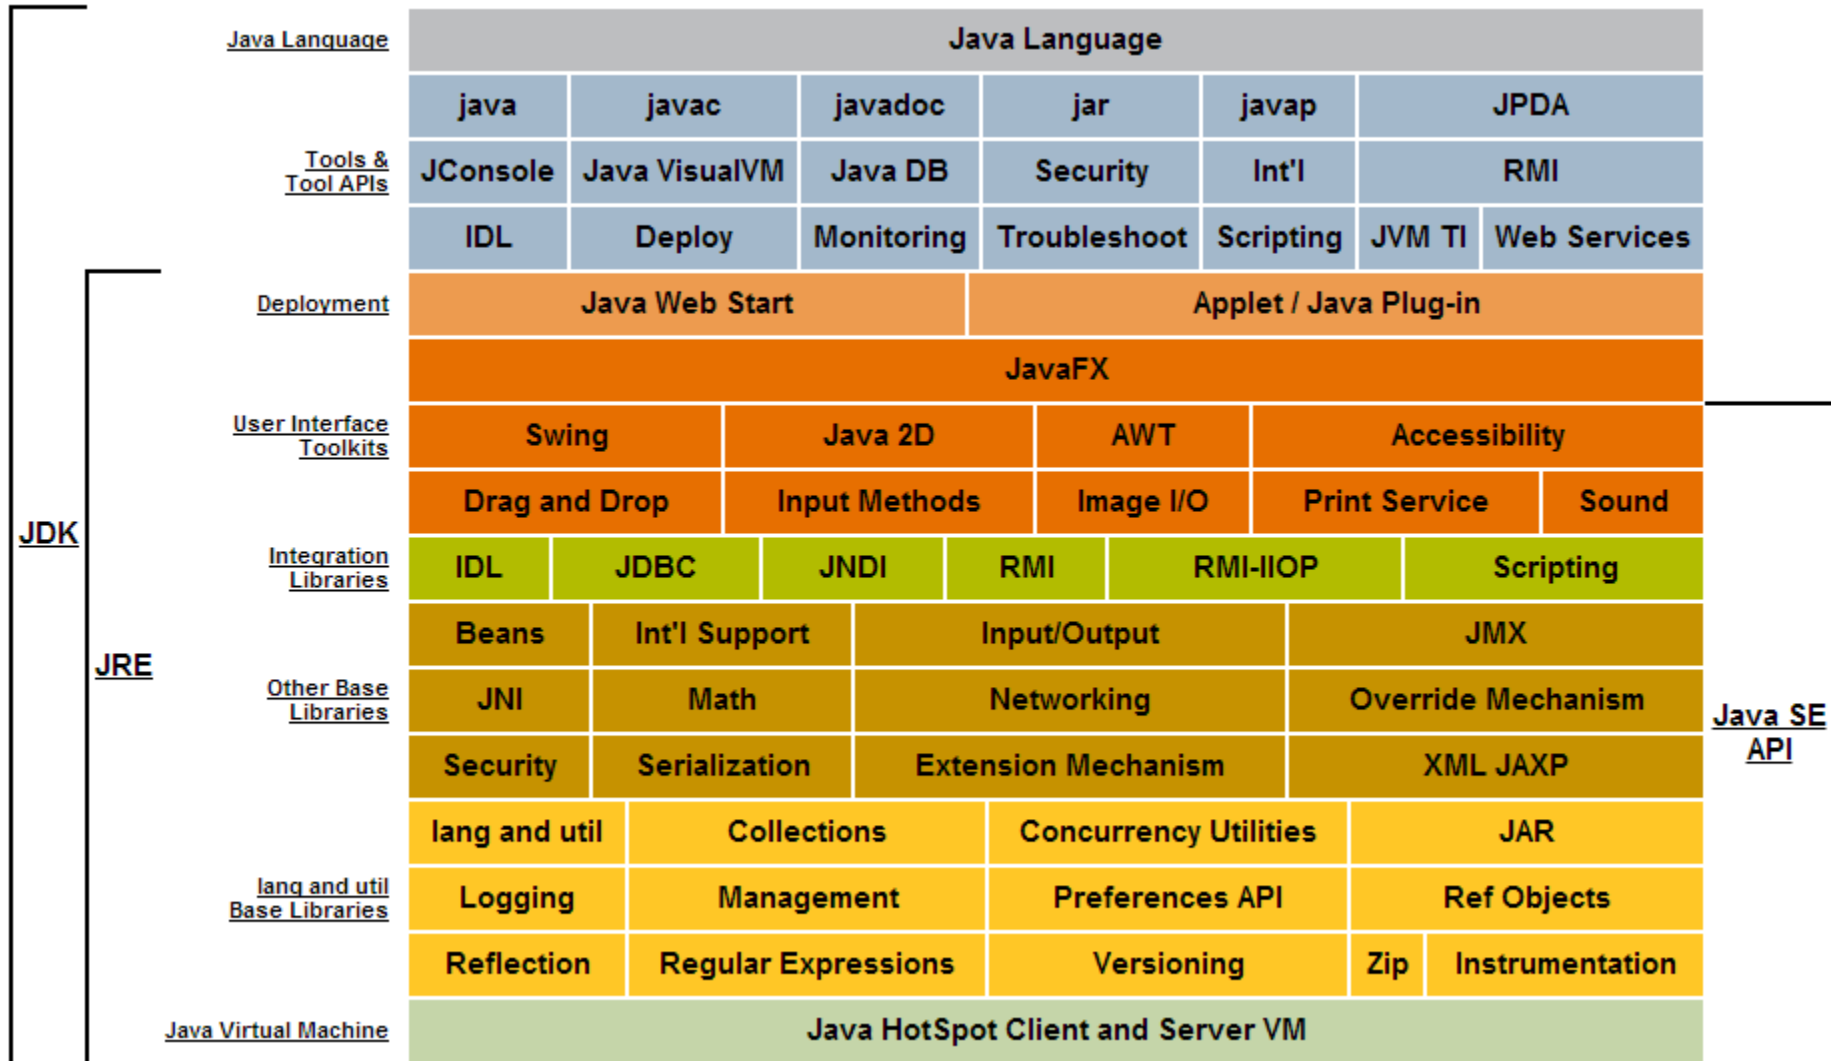 Java Language
Java Language
java javac javadoc jar javap JPDA
Tools &
Tool APIs
JConsole Java VisualVM Java DB Security Int'l RMI
IDL Deploy Monitoring Troubleshoot Scripting JVM TI Web Services
Deployment
Java Web Start Applet / Java Plug-in
JavaFX
User Interface
Toolkits
Swing Java 2D AWT Accessibility
Drag and Drop Input Methods Image I/O Print Service Sound
JDK
Integration
Libraries
IDL JDBC JNDI RMI RMI-IIOP Scripting
Beans Int'l Support Input/Output JMX
JRE
Other Base
Libraries
JNI Math Networking Override Mechanism
Java SE
API
Security Serialization Extension Mechanism XML JAXP
lang and util Collections Concurrency Utilities JAR
lang and util
Base Libraries
Logging Management Preferences API Ref Objects
Reflection Regular Expressions Versioning Zip Instrumentation
Java Virtual Machine
Java HotSpot Client and Server VM